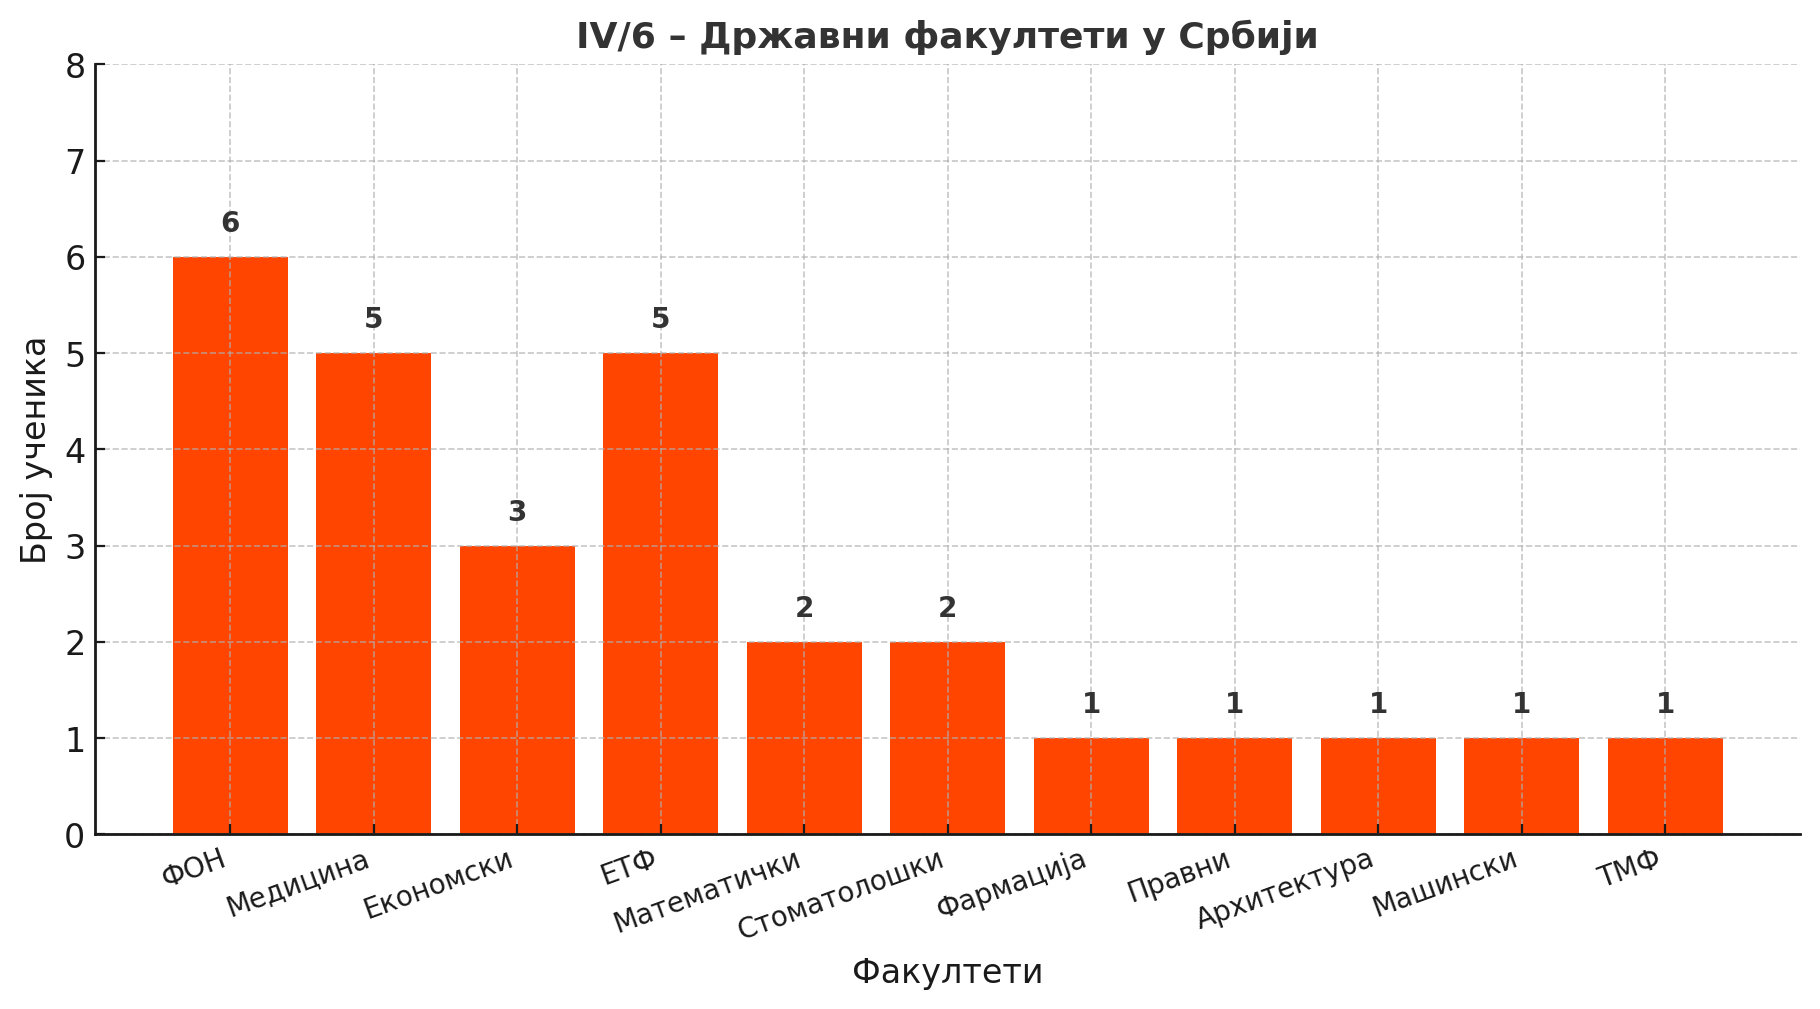 IV/6 – Државни факултети у Србији
Број ученика
8
7
6
5
4
3
2
1
0
6
5
3
5
2
2
1
1
1
1
1
ФОН
Медицина
Економски
ЕТФ
Математички
Стоматолошки
Фармација
Правни
Архитектура
Машински
ТМФ
Факултети